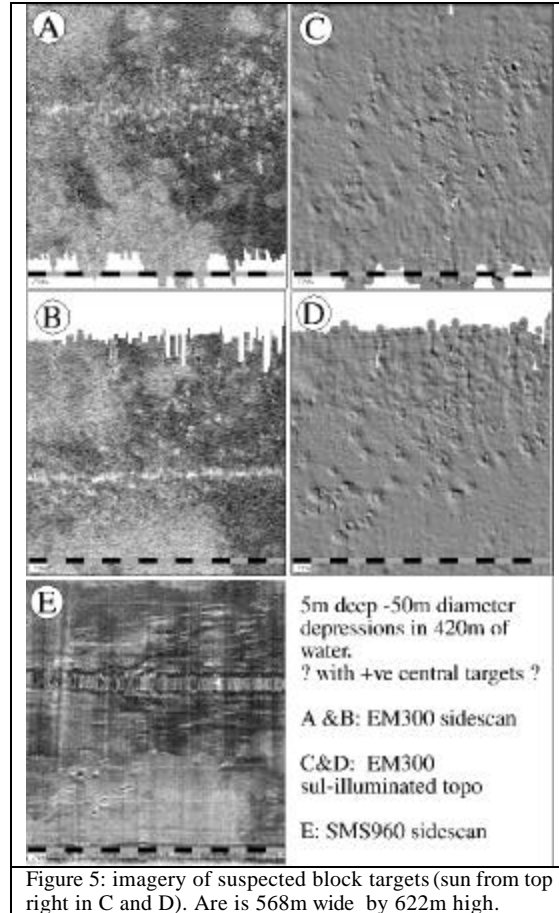 A
C
B
D
E
5m deep -50m diameter
depressions in 420m of
water.
? with +ve central targets ?
A &B: EM300 sidescan
C&D: EM300
sul-illuminated topo
E: SMS960 sidescan
Figure 5: imagery of suspected block targets (sun from top
right in C and D). Are is 568m wide by 622m high.